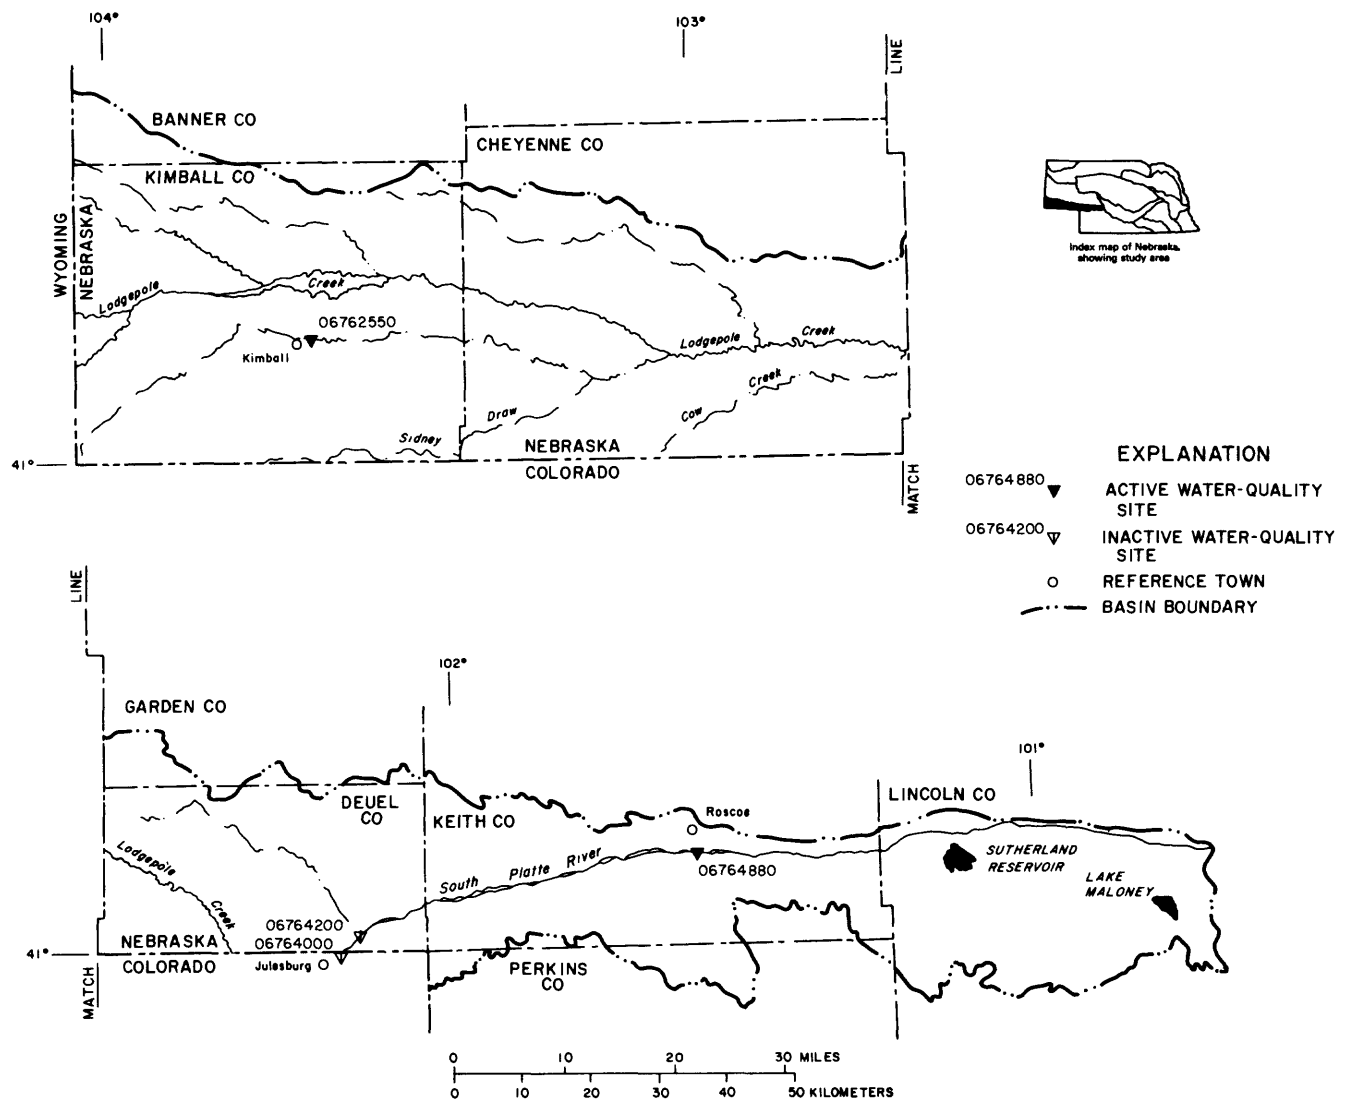 104°
103°
LINE
BANNER CO
CHEYENNE CO
KIMBALL CO
WYOMING
NEBRASKA
Lodgepole
Creek
06762550
Kimball
Lodgepole
Creek
Creek
Cow
Draw
Sidney
NEBRASKA
COLORADO
41°
MATCH
Index map of Nebraska,
showing study area
EXPLANATION
06764880
ACTIVE WATER-QUALITY
SITE
06764200
INACTIVE WATER-QUALITY
SITE
REFERENCE TOWN
BASIN BOUNDARY
LINE
102°
101°
GARDEN CO
DEUEL
CO
KEITH CO
Roscoe
LINCOLN CO
SUTHERLAND
RESERVOIR
LAKE
MALONEY
Lodgepole
Creek
South Platte River
06764880
06764200
06764000
NEBRASKA
COLORADO
Julesburg
41°
MATCH
PERKINS
CO
0 10 20 30 MILES
0 10 20 30 40 50 KILOMETERS